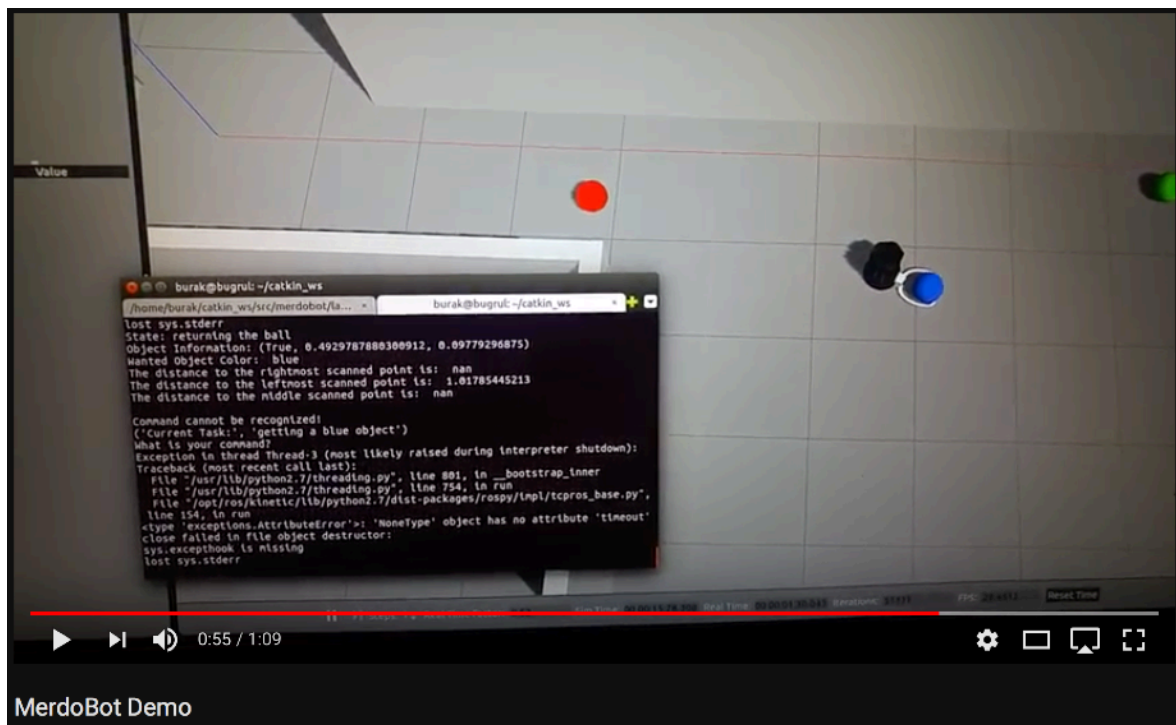 Value
burak@bugrul: ~/catkin_ws
/home/burak/catkin_ws/src/merdobot/la...
burak@bugrul: ~/catkin_ws
lost sys.stderr
State: returning the ball
Object Information: (True, 0.4929787880300912, 0.09779296875)
Wanted Object Color:  blue
The distance to the rightmost scanned point is:  nan
The distance to the leftmost scanned point is:  1.01785445213
The distance to the middle scanned point is:  nan
Command cannot be recognized!
('Current Task:', 'getting a blue object')
What is your command?
Exception in thread Thread-3 (most likely raised during interpreter shutdown):
Traceback (most recent call last):
File "/usr/lib/python2.7/threading.py", line 801, in __bootstrap_inner
File "/usr/lib/python2.7/threading.py", line 754, in run
File "/opt/ros/kinetic/lib/python2.7/dist-packages/rospy/impl/tcpros_base.py",
line 154, in run
<type 'exceptions.AttributeError'>: 'NoneType' object has no attribute 'timeout'
close failed in file object destructor:
sys.excepthook is missing
lost sys.stderr
Sim Time: Real Time: Iterations: FPS: Reset Time
0:55 / 1:09
MerdoBot Demo